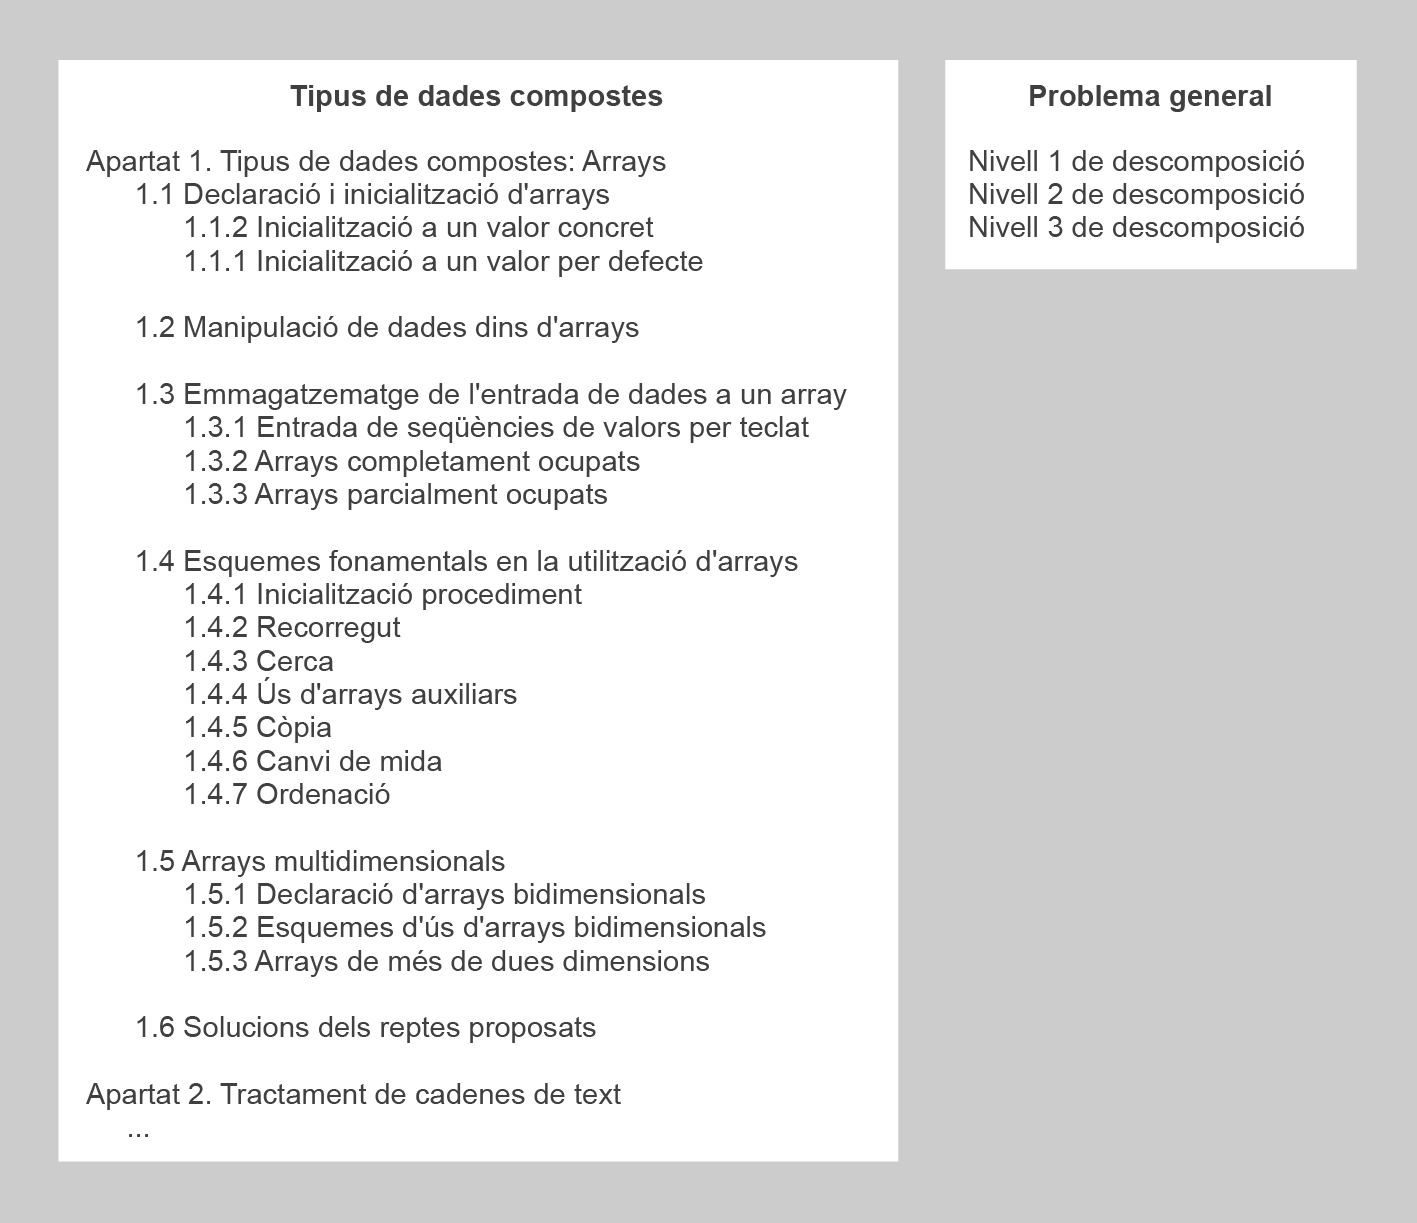 Tipus de dades compostes
Apartat 1. Tipus de dades compostes: Arrays
1.1 Declaració i inicialització d'arrays
1.1.2 Inicialització a un valor concret
1.1.1 Inicialització a un valor per defecte
1.2 Manipulació de dades dins d'arrays
1.3 Emmagatzematge de l'entrada de dades a un array
1.3.1 Entrada de seqüències de valors per teclat
1.3.2 Arrays completament ocupats
1.3.3 Arrays parcialment ocupats
1.4 Esquemes fonamentals en la utilització d'arrays
1.4.1 Inicialització procediment
1.4.2 Recorregut
1.4.3 Cerca
1.4.4 Ús d'arrays auxiliars
1.4.5 Còpia
1.4.6 Canvi de mida
1.4.7 Ordenació
1.5 Arrays multidimensionals
1.5.1 Declaració d'arrays bidimensionals
1.5.2 Esquemes d'ús d'arrays bidimensionals
1.5.3 Arrays de més de dues dimensions
1.6 Solucions dels reptes proposats
Apartat 2. Tractament de cadenes de text
...
Problema general
Nivell 1 de descomposició
Nivell 2 de descomposició
Nivell 3 de descomposició